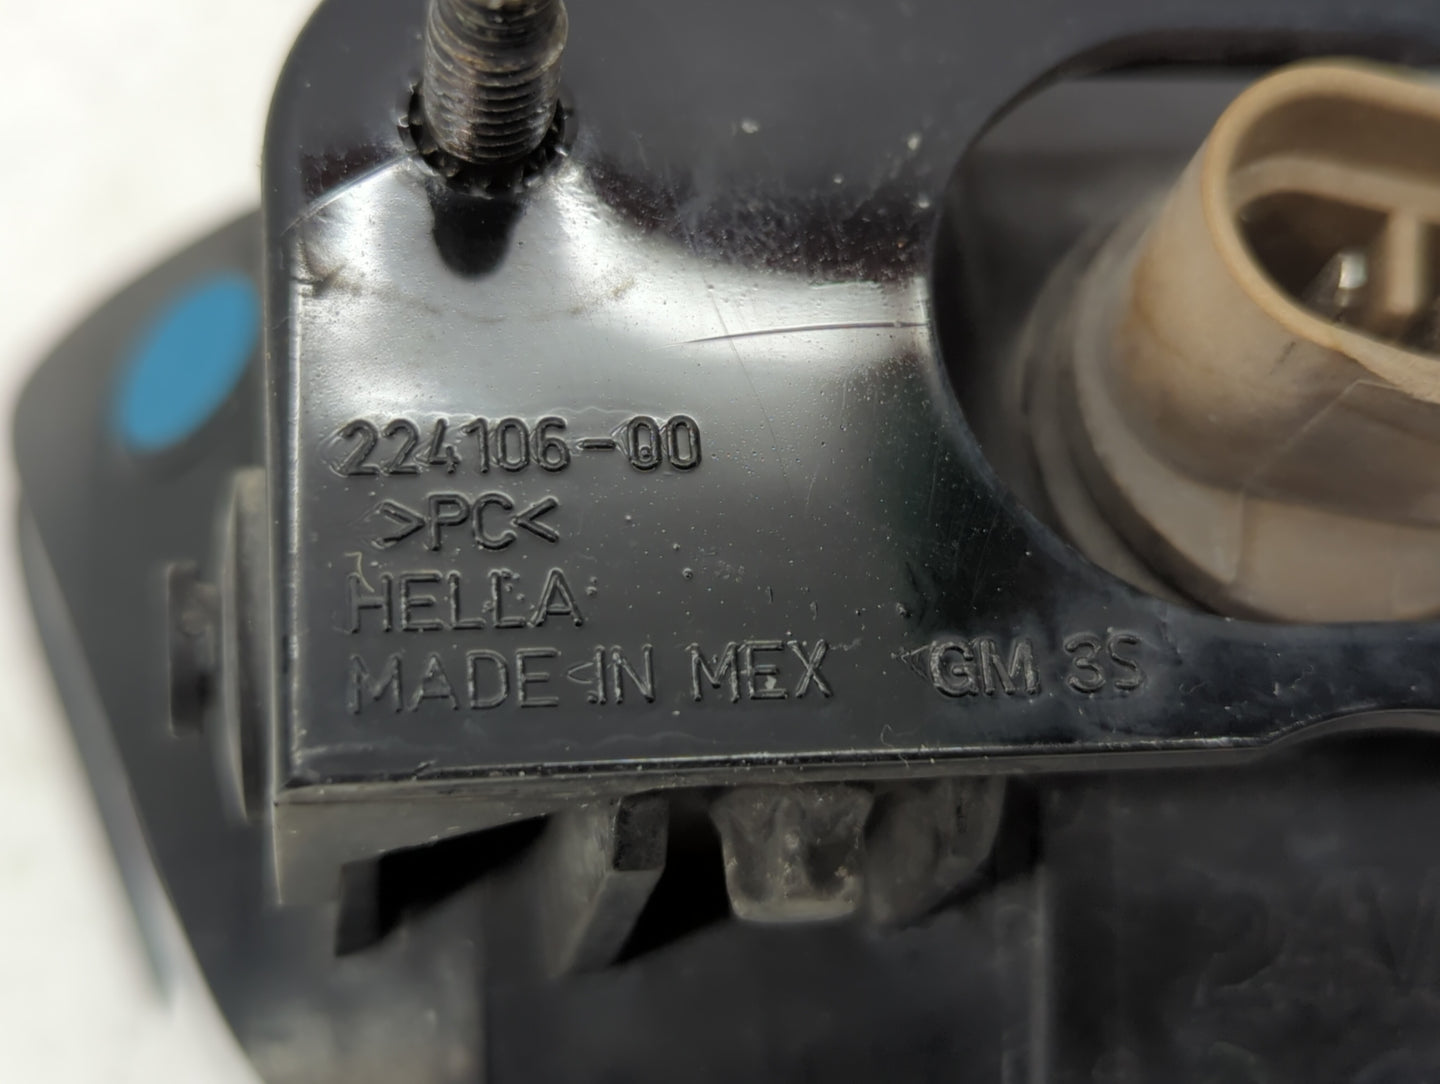 224106-00
>PC<
HELLA
MADE IN MEX GM 3S